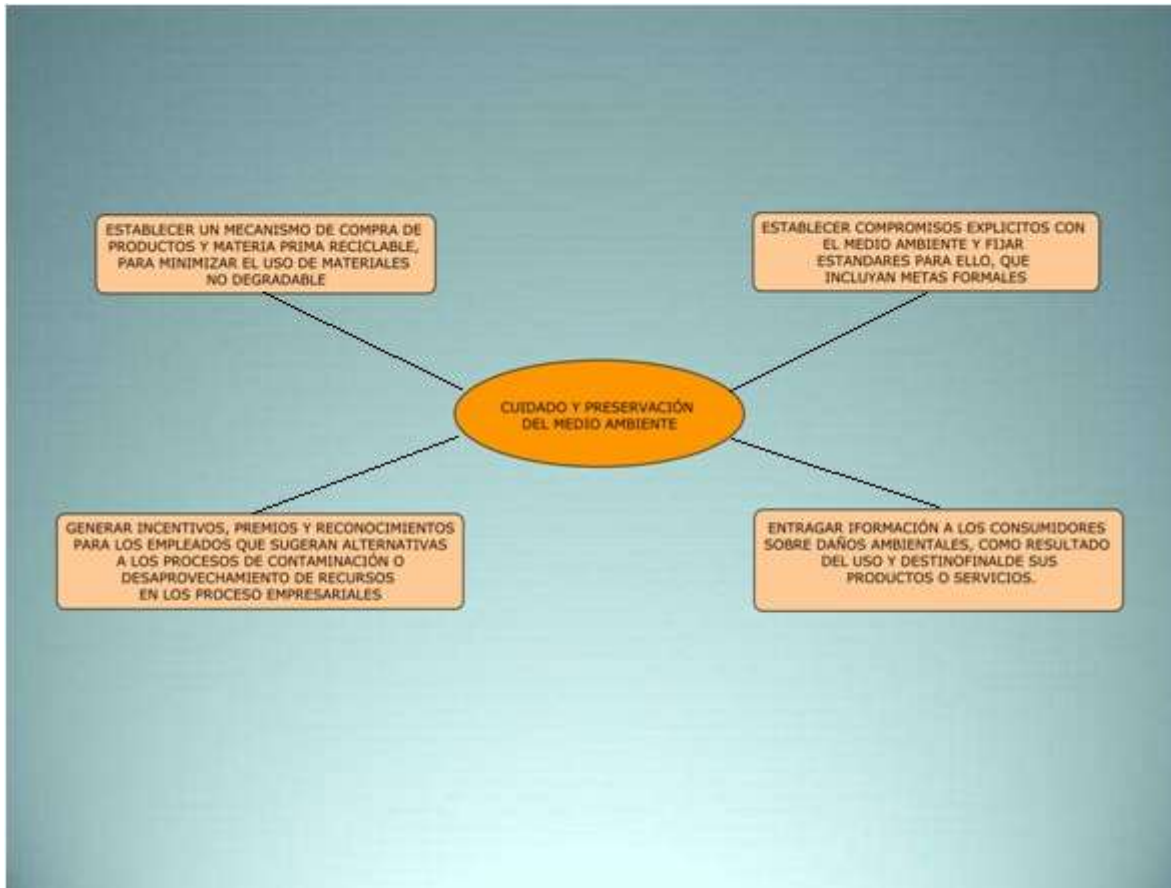 ESTABLECER UN MECANISMO DE COMPRA DE
PRODUCTOS Y MATERIA PRIMA RECICLABLE,
PARA MINIMIZAR EL USO DE MATERIALES
NO DEGRADABLE
ESTABLECER COMPROMISOS EXPLICITOS CON
EL MEDIO AMBIENTE Y FIJAR
ESTANDARES PARA ELLO, QUE
INCLUYAN METAS FORMALES
CUIDADO Y PRESERVACIÓN
DEL MEDIO AMBIENTE
GENERAR INCENTIVOS, PREMIOS Y RECONOCIMIENTOS
PARA LOS EMPLEADOS QUE SUGERAN ALTERNATIVAS
A LOS PROCESOS DE CONTAMINACIÓN O
DESAPROVECHAMIENTO DE RECURSOS
EN LOS PROCESO EMPRESARIALES
ENTRAGAR IFORMACIÓN A LOS CONSUMIDORES
SOBRE DAÑOS AMBIENTALES, COMO RESULTADO
DEL USO Y DESTINOFINALDE SUS
PRODUCTOS O SERVICIOS.